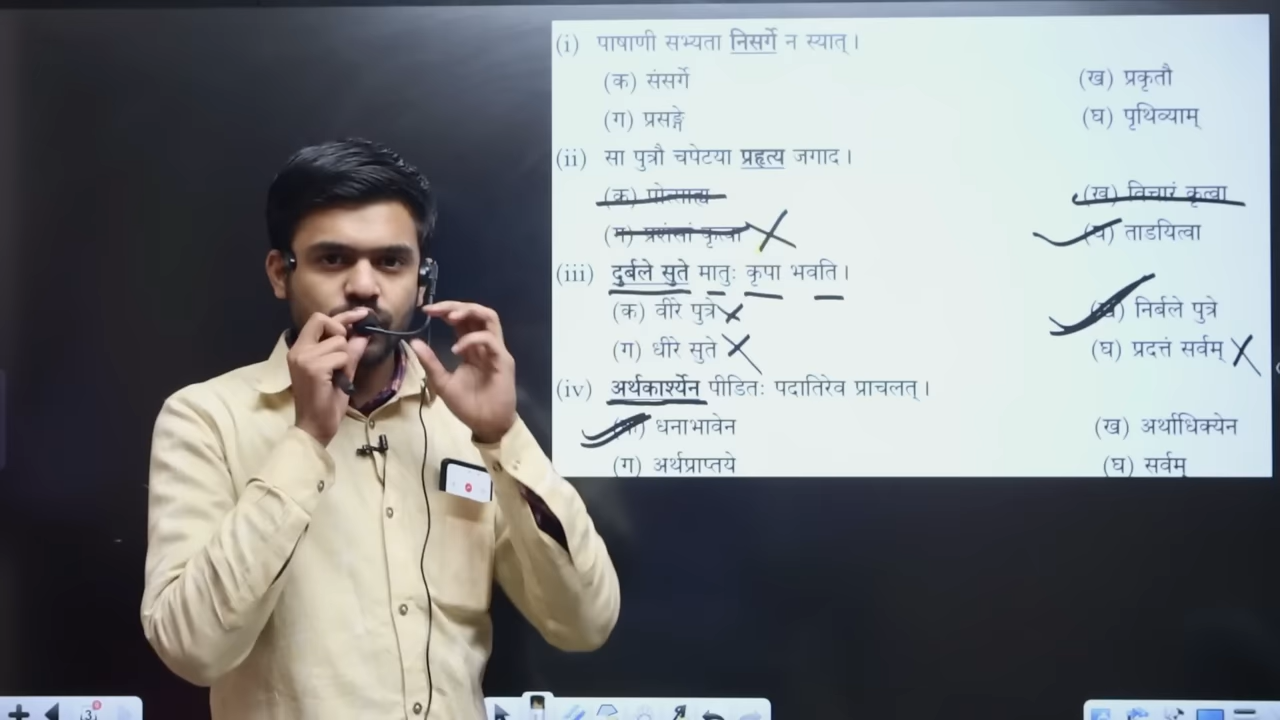 (i) पाषाणी सभ्यता निसर्गे न स्यात्।
(क) संसर्गे (ख) प्रकृतौ
(ग) प्रसङ्गे (घ) पृथिव्याम्
(ii) सा पुत्रौ चपेटया प्रहृत्य जगाद।
(क) प्रोत्साह्य (ख) विचारं कृत्वा
(ग) प्रशंसां कृत्वा (घ) ताडयित्वा
(iii) दुर्बले सुते मातुः कृपा भवति।
(क) वीरे पुत्रे (ख) निर्बले पुत्रे
(ग) धीरे सुते (घ) प्रदत्तं सर्वम्
(iv) अर्थकार्श्येन पीडितः पदातिरेव प्राचलत्।
(क) धनाभावेन (ख) अर्थाधिक्येन
(ग) अर्थप्राप्तये (घ) सर्वम्